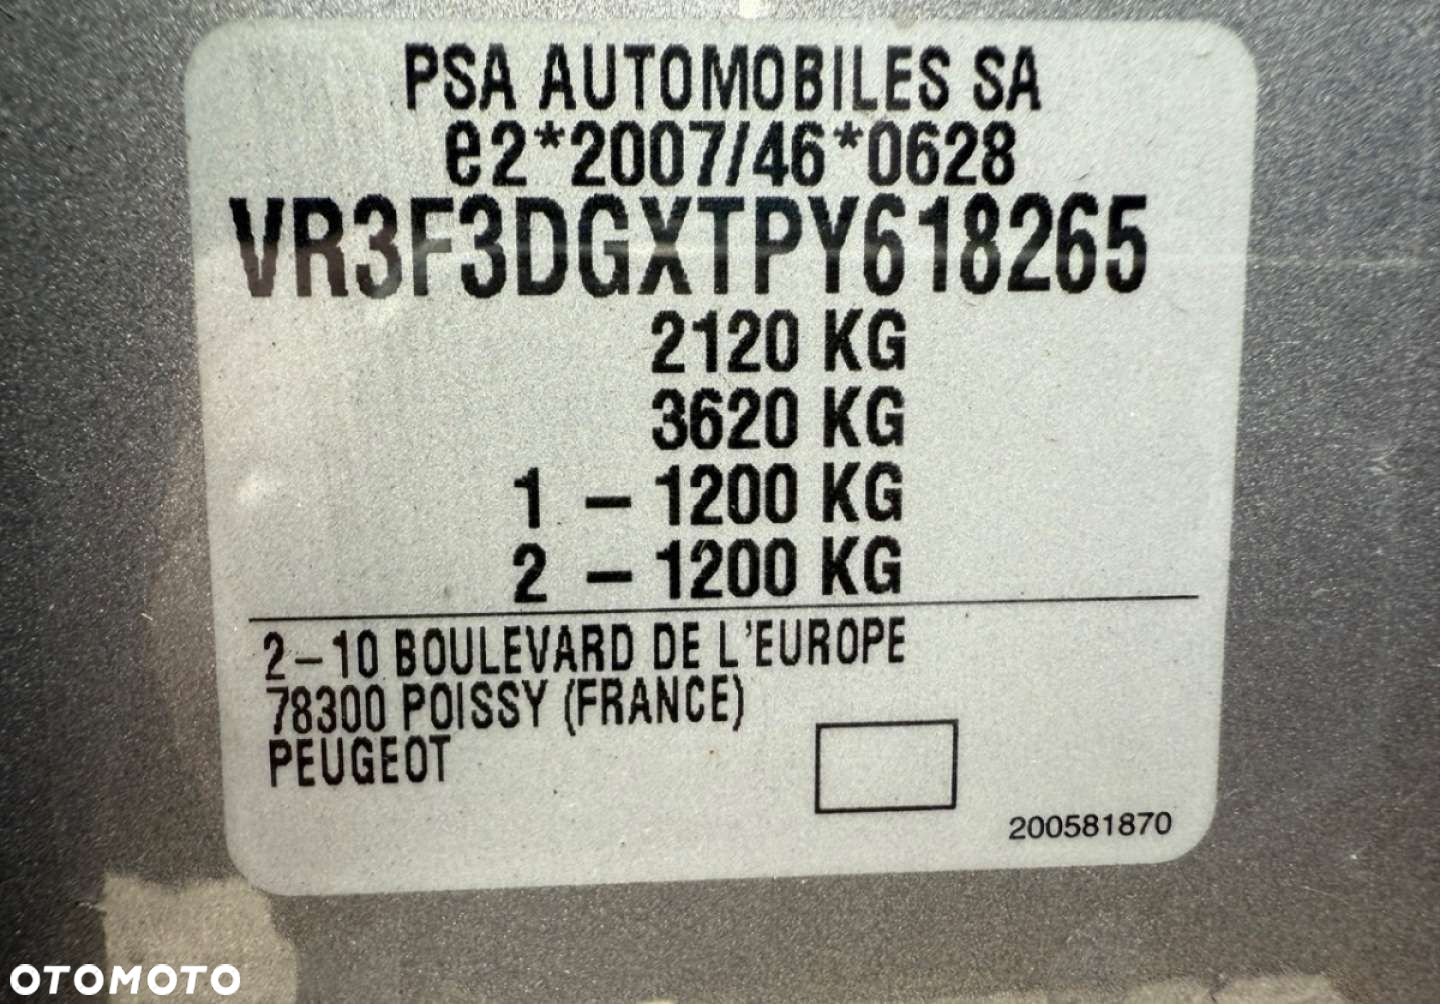 PSA AUTOMOBILES SA
e2*2007/46*0628
VR3F3DGXTPY618265
2120 KG
3620 KG
1 – 1200 KG
2 – 1200 KG
2–10 BOULEVARD DE L'EUROPE
78300 POISSY (FRANCE)
PEUGEOT
200581870
OTOMOTO